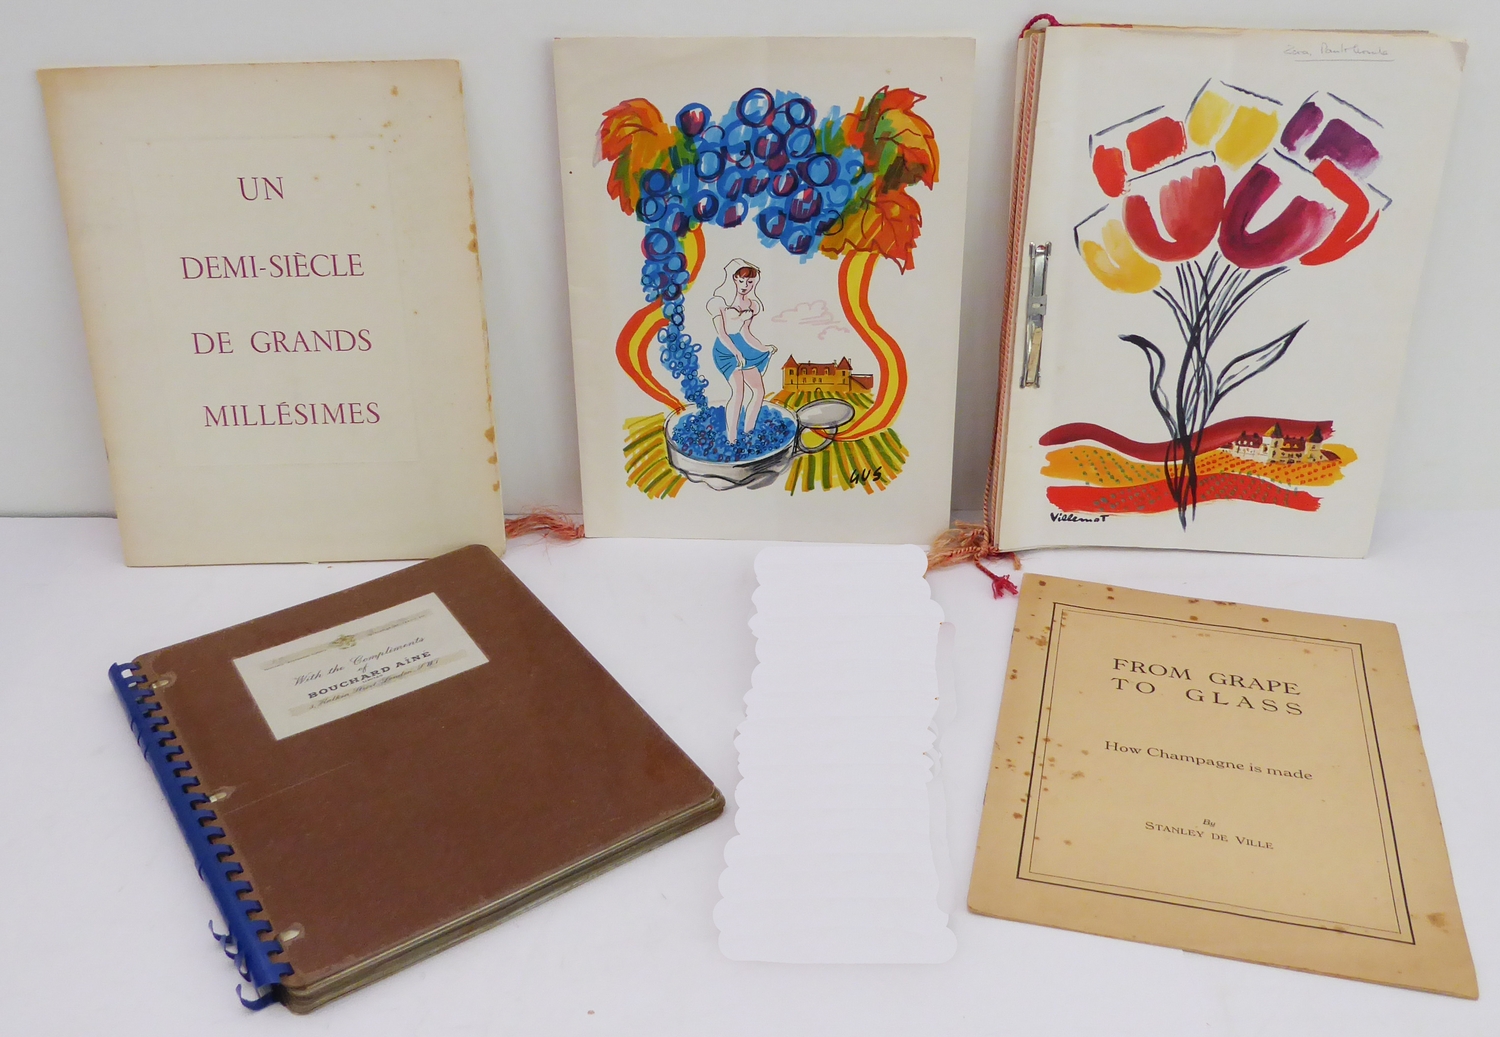 UN
DEMI-SIÈCLE
DE GRANDS
MILLÉSIMES
GUS
Villemot
With the Compliments
of
BOUCHARD AÎNÉ
FROM GRAPE
TO GLASS
How Champagne is made
By
STANLEY DE VILLE